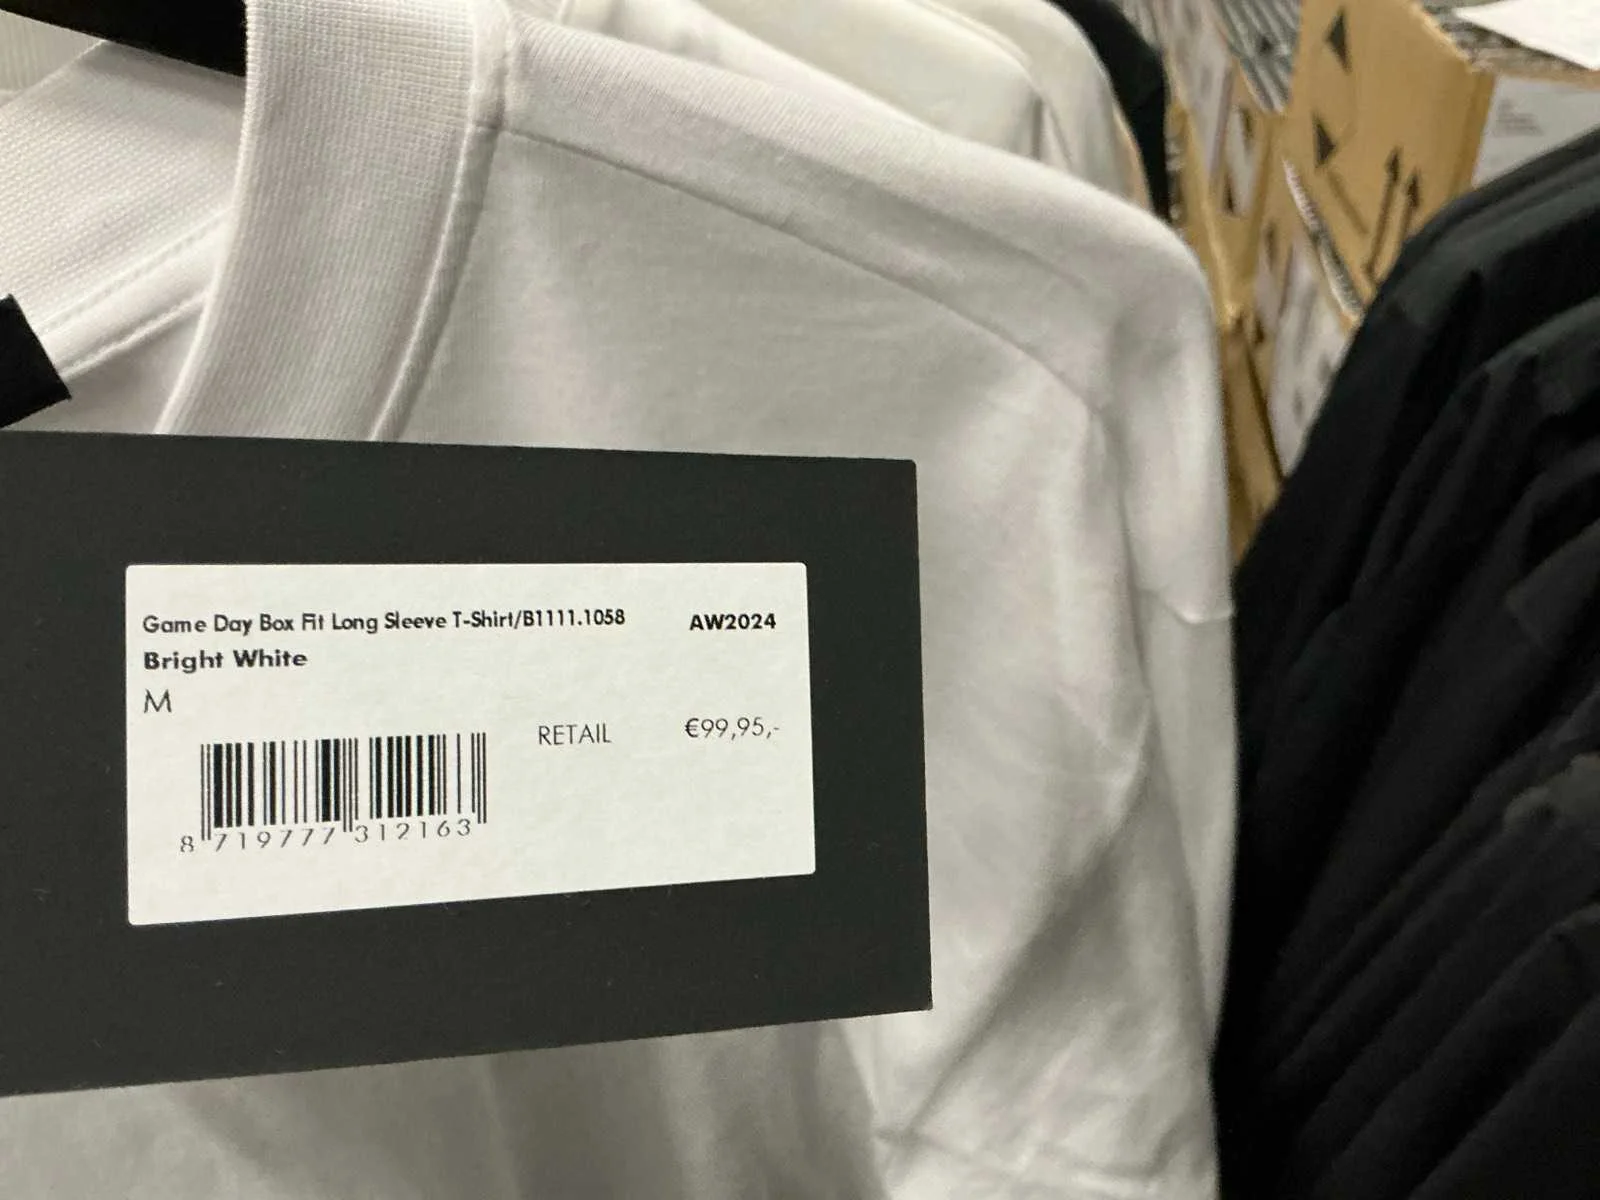 Game Day Box Fit Long Sleeve T-Shirt/B1111.1058 AW2024
Bright White
M
RETAIL €99,95,-
8 719777 312163